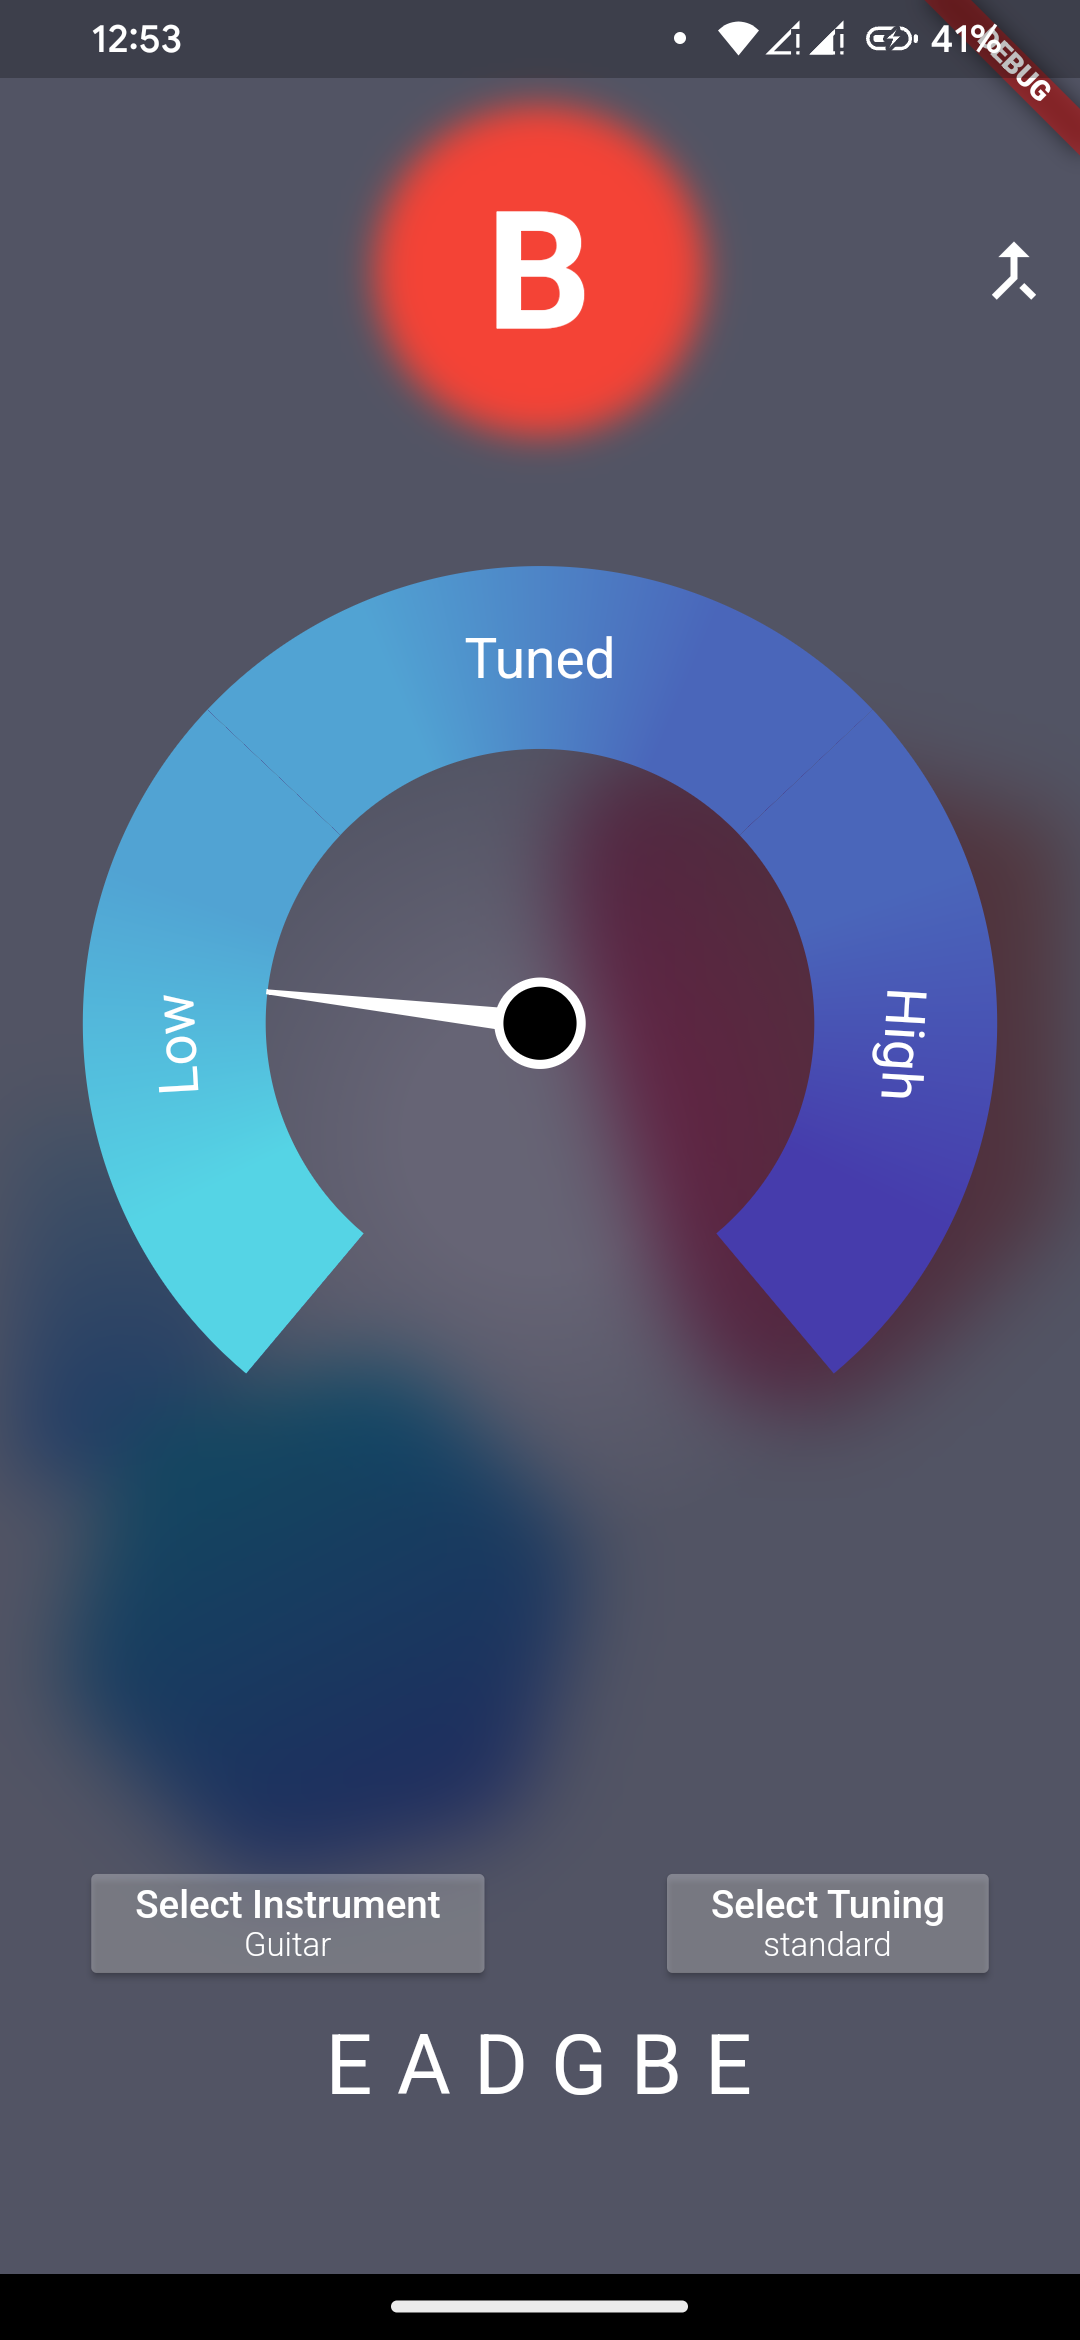 12:53 41%
DEBUG
B
Tuned
Low
High
Select Instrument
Guitar
Select Tuning
standard
E A D G B E